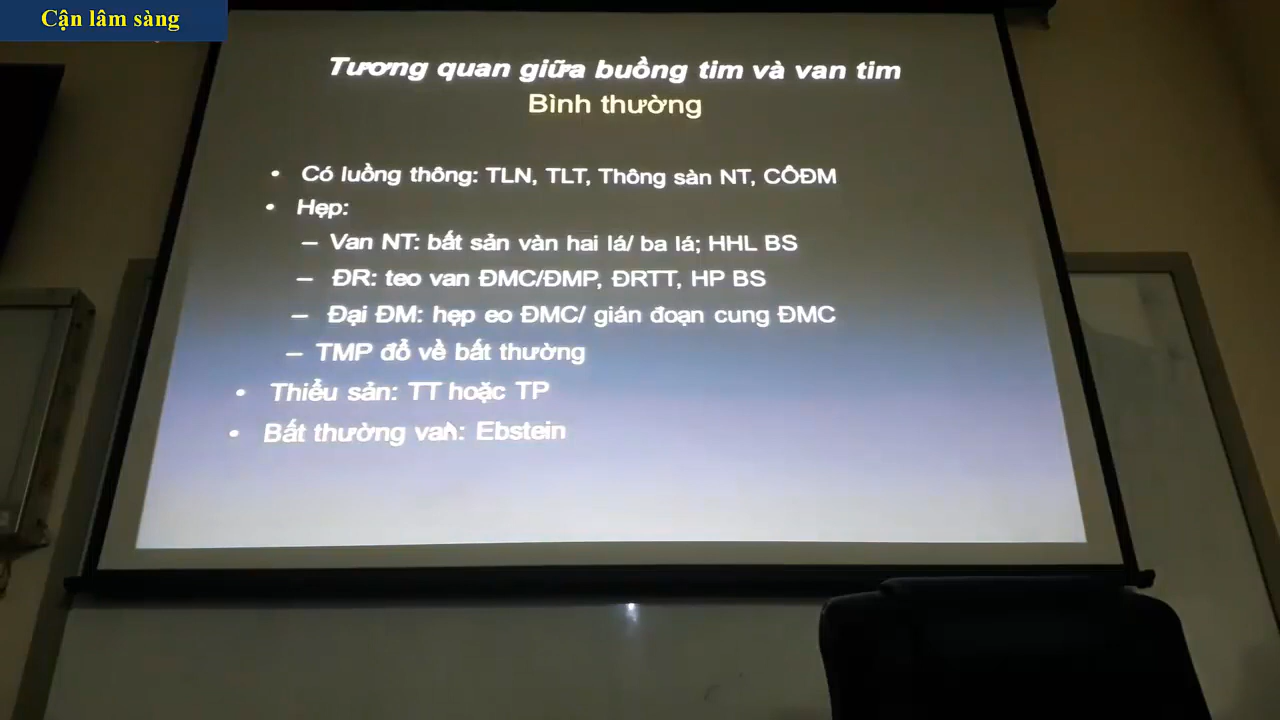 Cận lâm sàng
Tương quan giữa buồng tim và van tim
Bình thường
• Có luồng thông: TLN, TLT, Thông sàn NT, CÔĐM
• Hẹp:
– Van NT: bất sản vàn hai lá/ ba lá; HHL BS
– ĐR: teo van ĐMC/ĐMP, ĐRTT, HP BS
– Đại ĐM: hẹp eo ĐMC/ gián đoạn cung ĐMC
– TMP đổ về bất thường
• Thiểu sản: TT hoặc TP
• Bất thường van: Ebstein